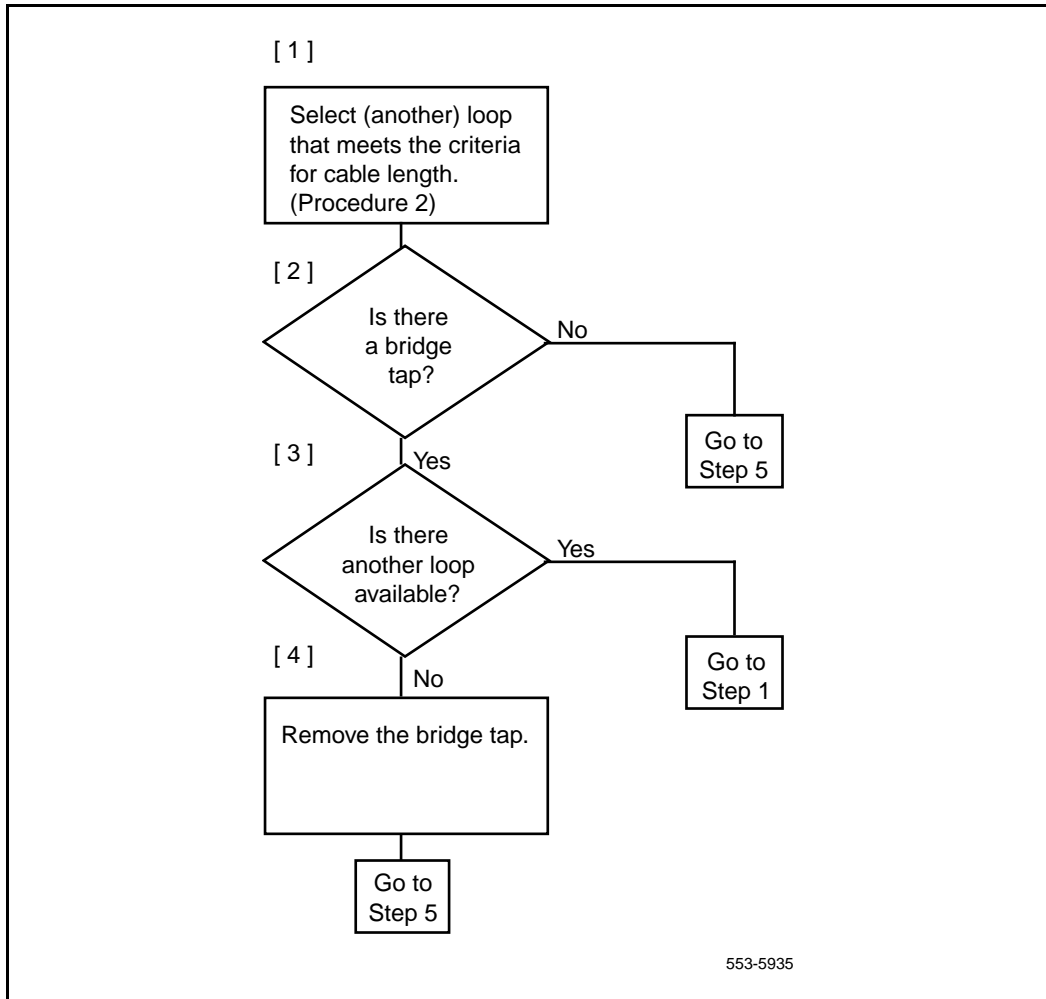 [ 1 ]
Select (another) loop
that meets the criteria
for cable length.
(Procedure 2)
[ 2 ]
Is there
a bridge
tap?
No
Go to
Step 5
[ 3 ]
Yes
Is there
another loop
available?
Yes
Go to
Step 1
[ 4 ]
No
Remove the bridge tap.
Go to
Step 5
553-5935